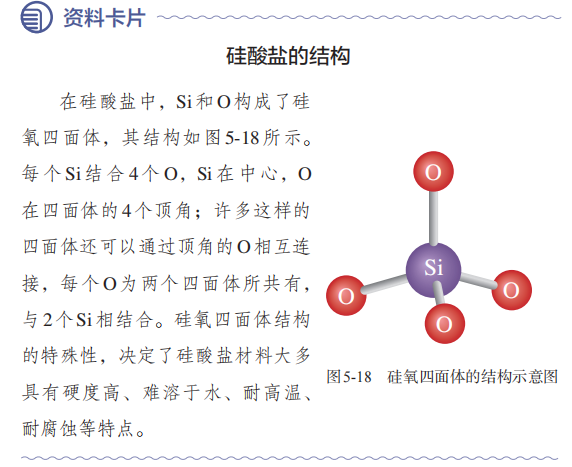 资料卡片
硅酸盐的结构
在硅酸盐中，Si和O构成了硅
氧四面体，其结构如图5-18所示。
每个Si结合4个O，Si在中心，O
在四面体的4个顶角；许多这样的
四面体还可以通过顶角的O相互连
接，每个O为两个四面体所共有，
与2个Si相结合。硅氧四面体结构
的特殊性，决定了硅酸盐材料大多
具有硬度高、难溶于水、耐高温、
耐腐蚀等特点。
O
Si
O
O
O
图5-18 硅氧四面体的结构示意图